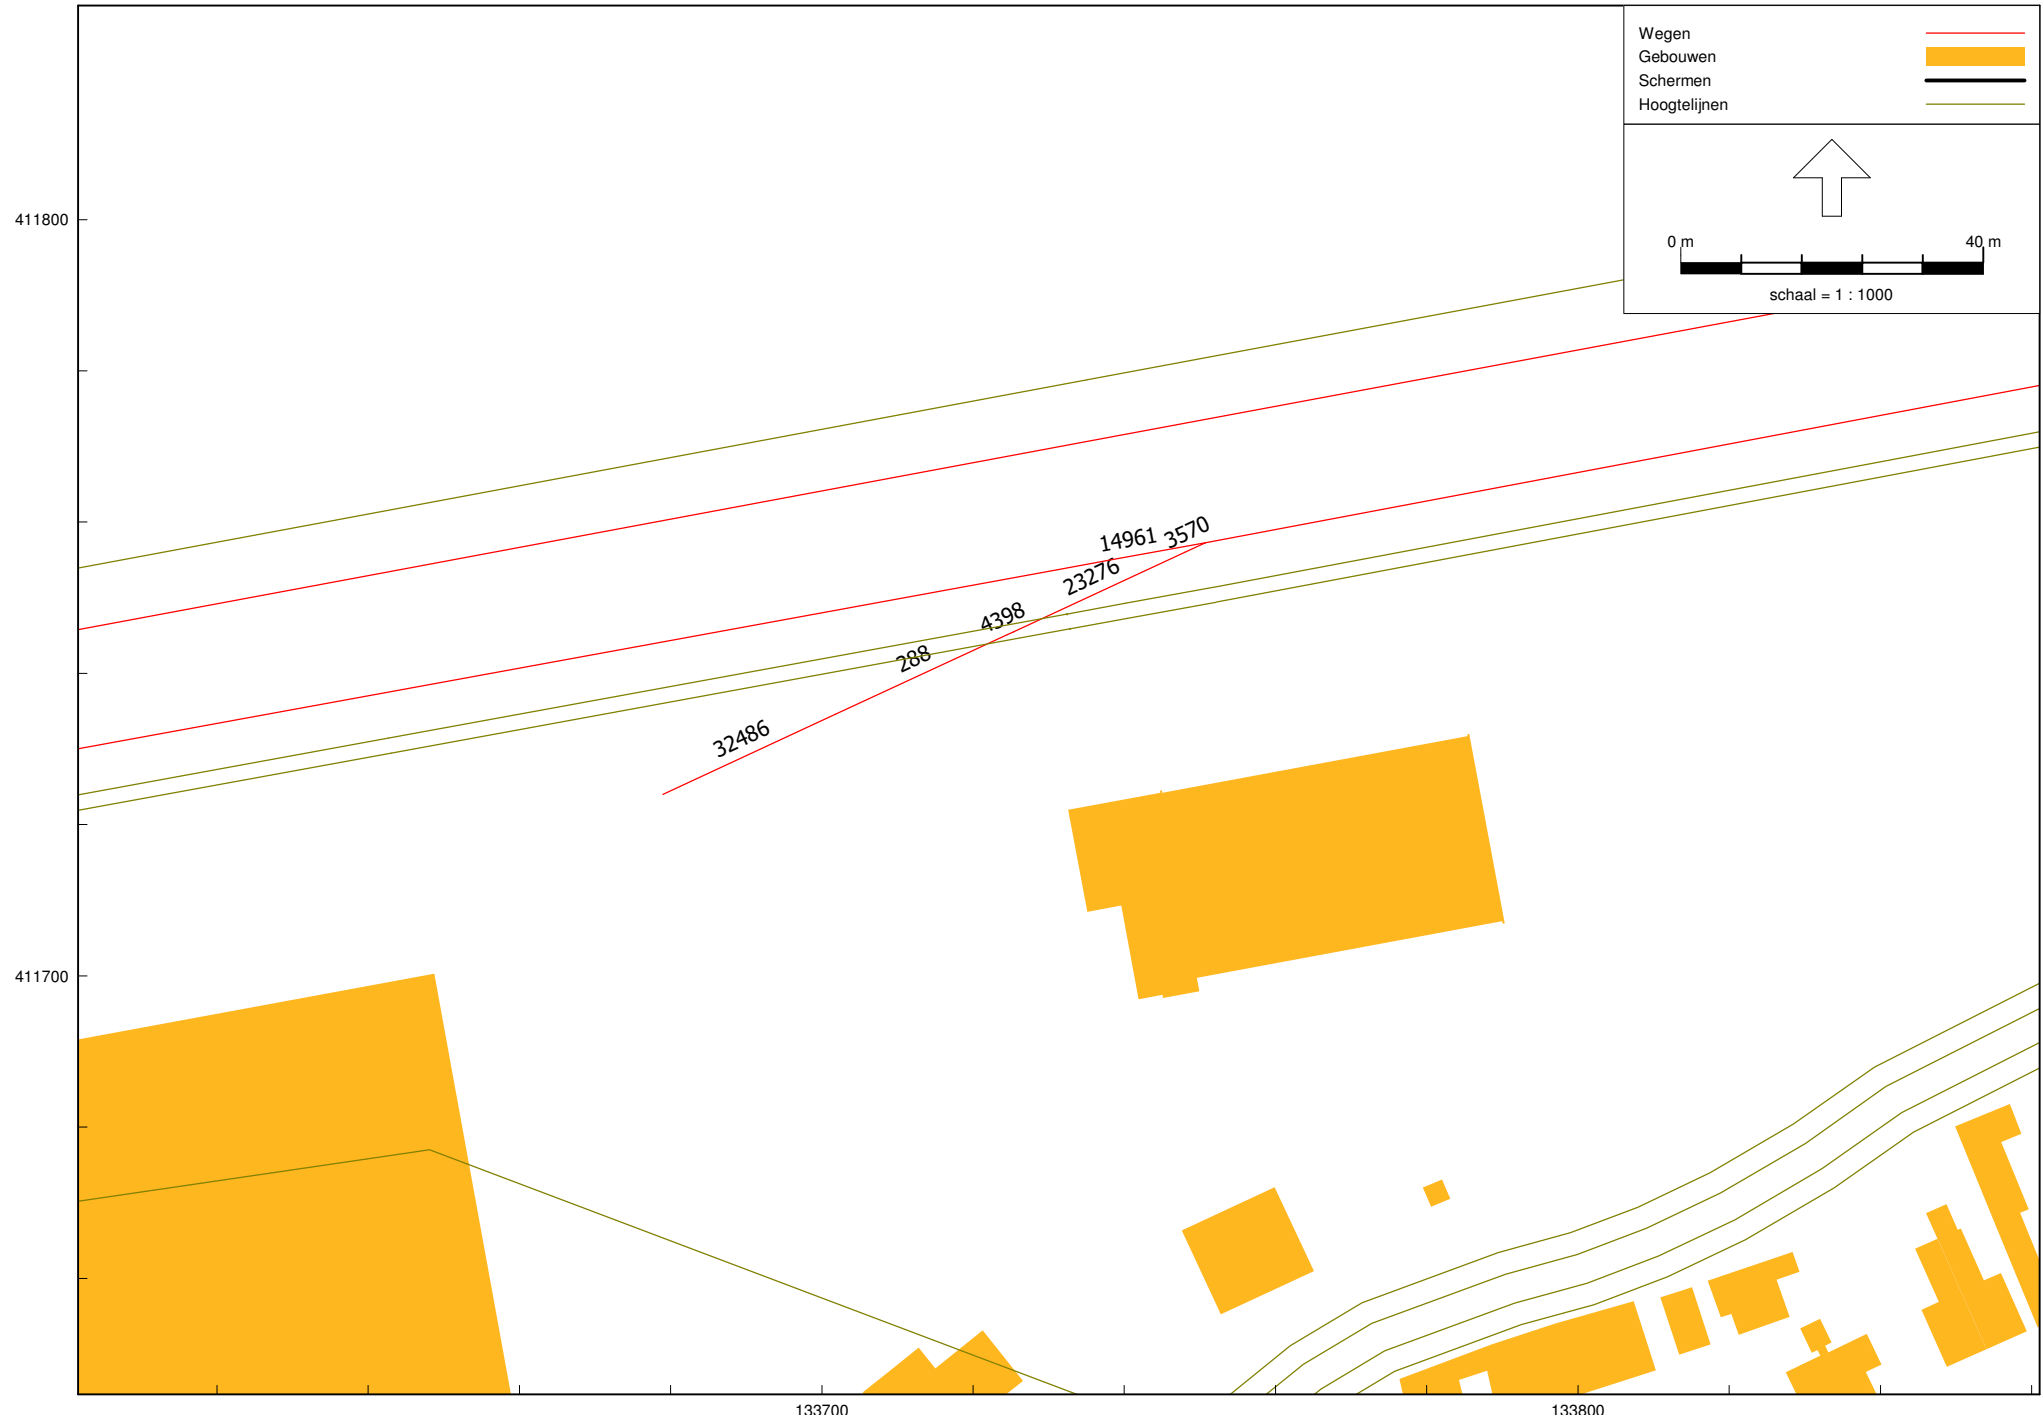 Wegen
Gebouwen
Schermen
Hoogtelijnen
0 m 40 m
schaal = 1 : 1000
411800
14961 3570
23276
4398
288
32486
411700
133700 133800